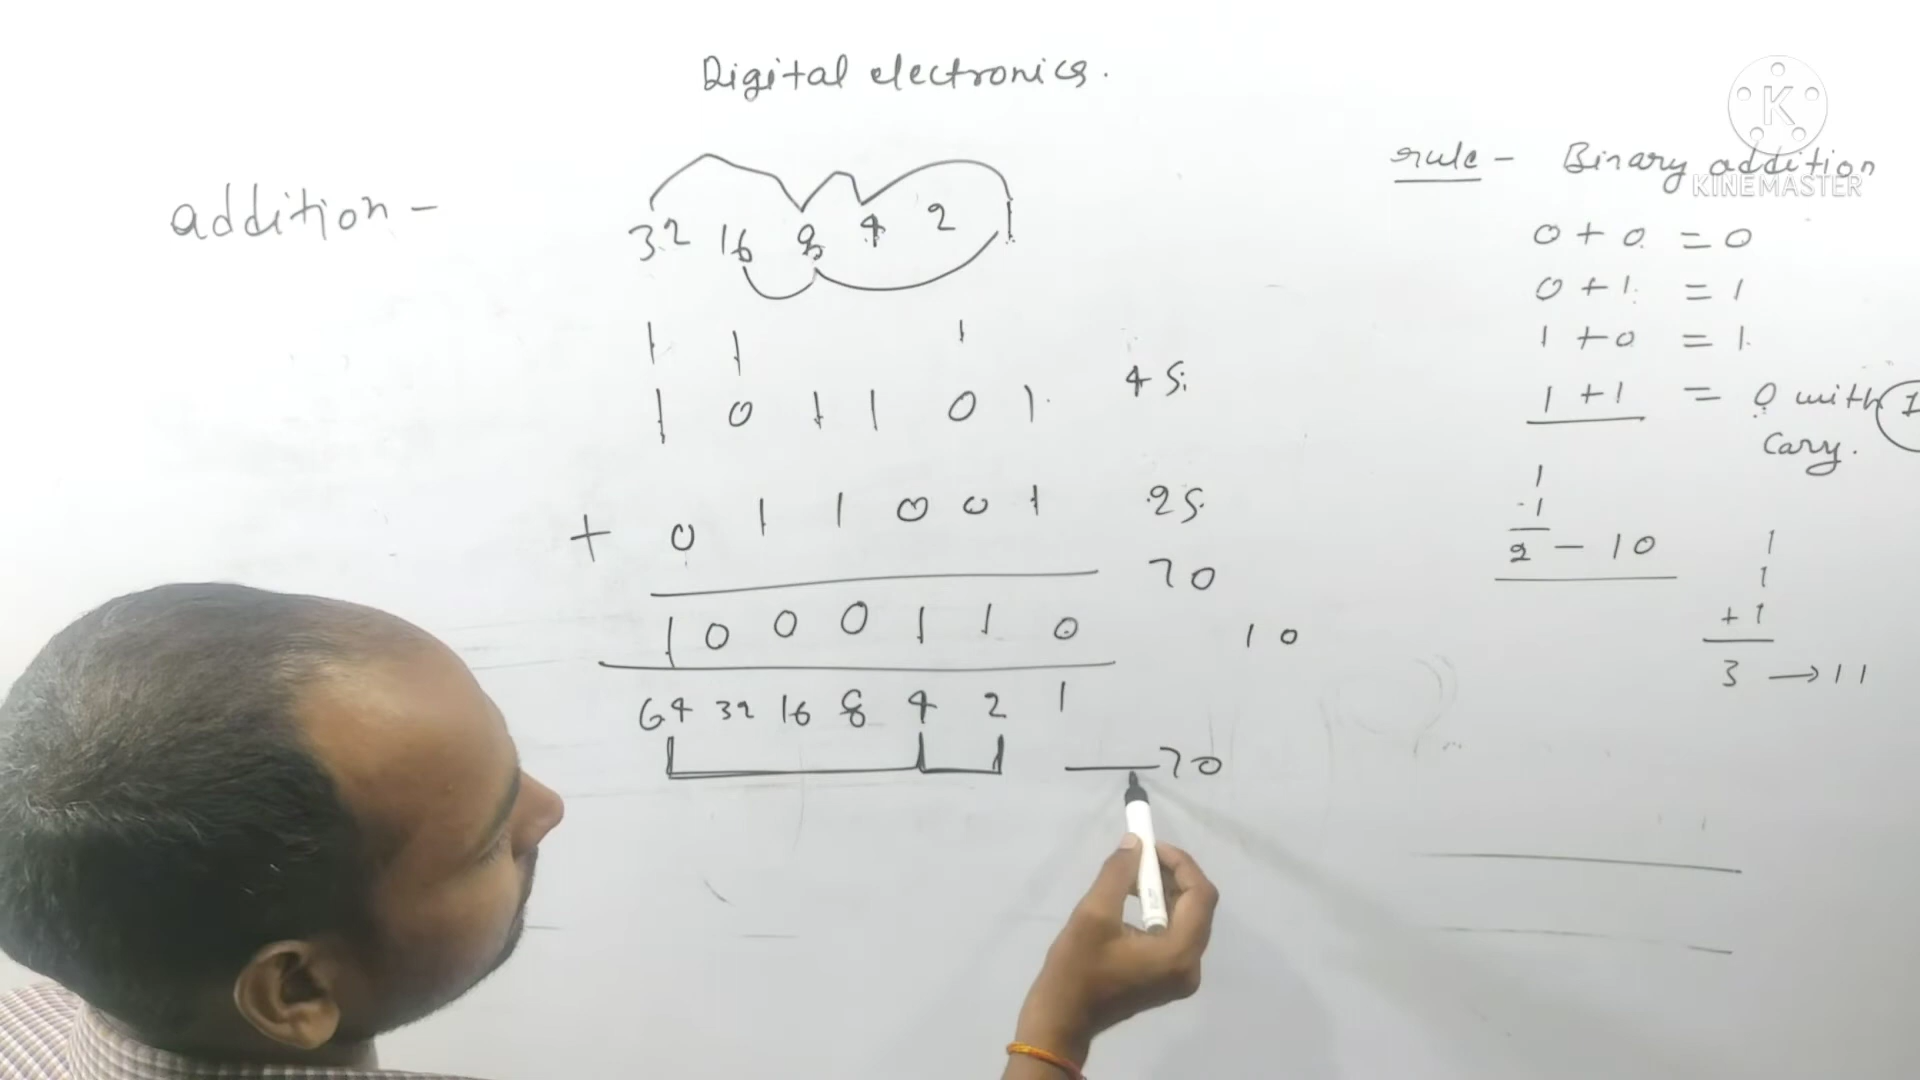 Digital electronics.
addition -
32 16 8 4 2 1
1 1 1
1 0 1 1 0 1 45
+ 0 1 1 0 0 1 25
70
1 0 0 0 1 1 0 10
64 32 16 8 4 2 1
70
rule - Binary addition
0 + 0 = 0
0 + 1 = 1
1 + 0 = 1
1 + 1 = 0 with 1
Cary.
1
1
2 - 10
1
1
+ 1
3 → 11
K
KINEMASTER